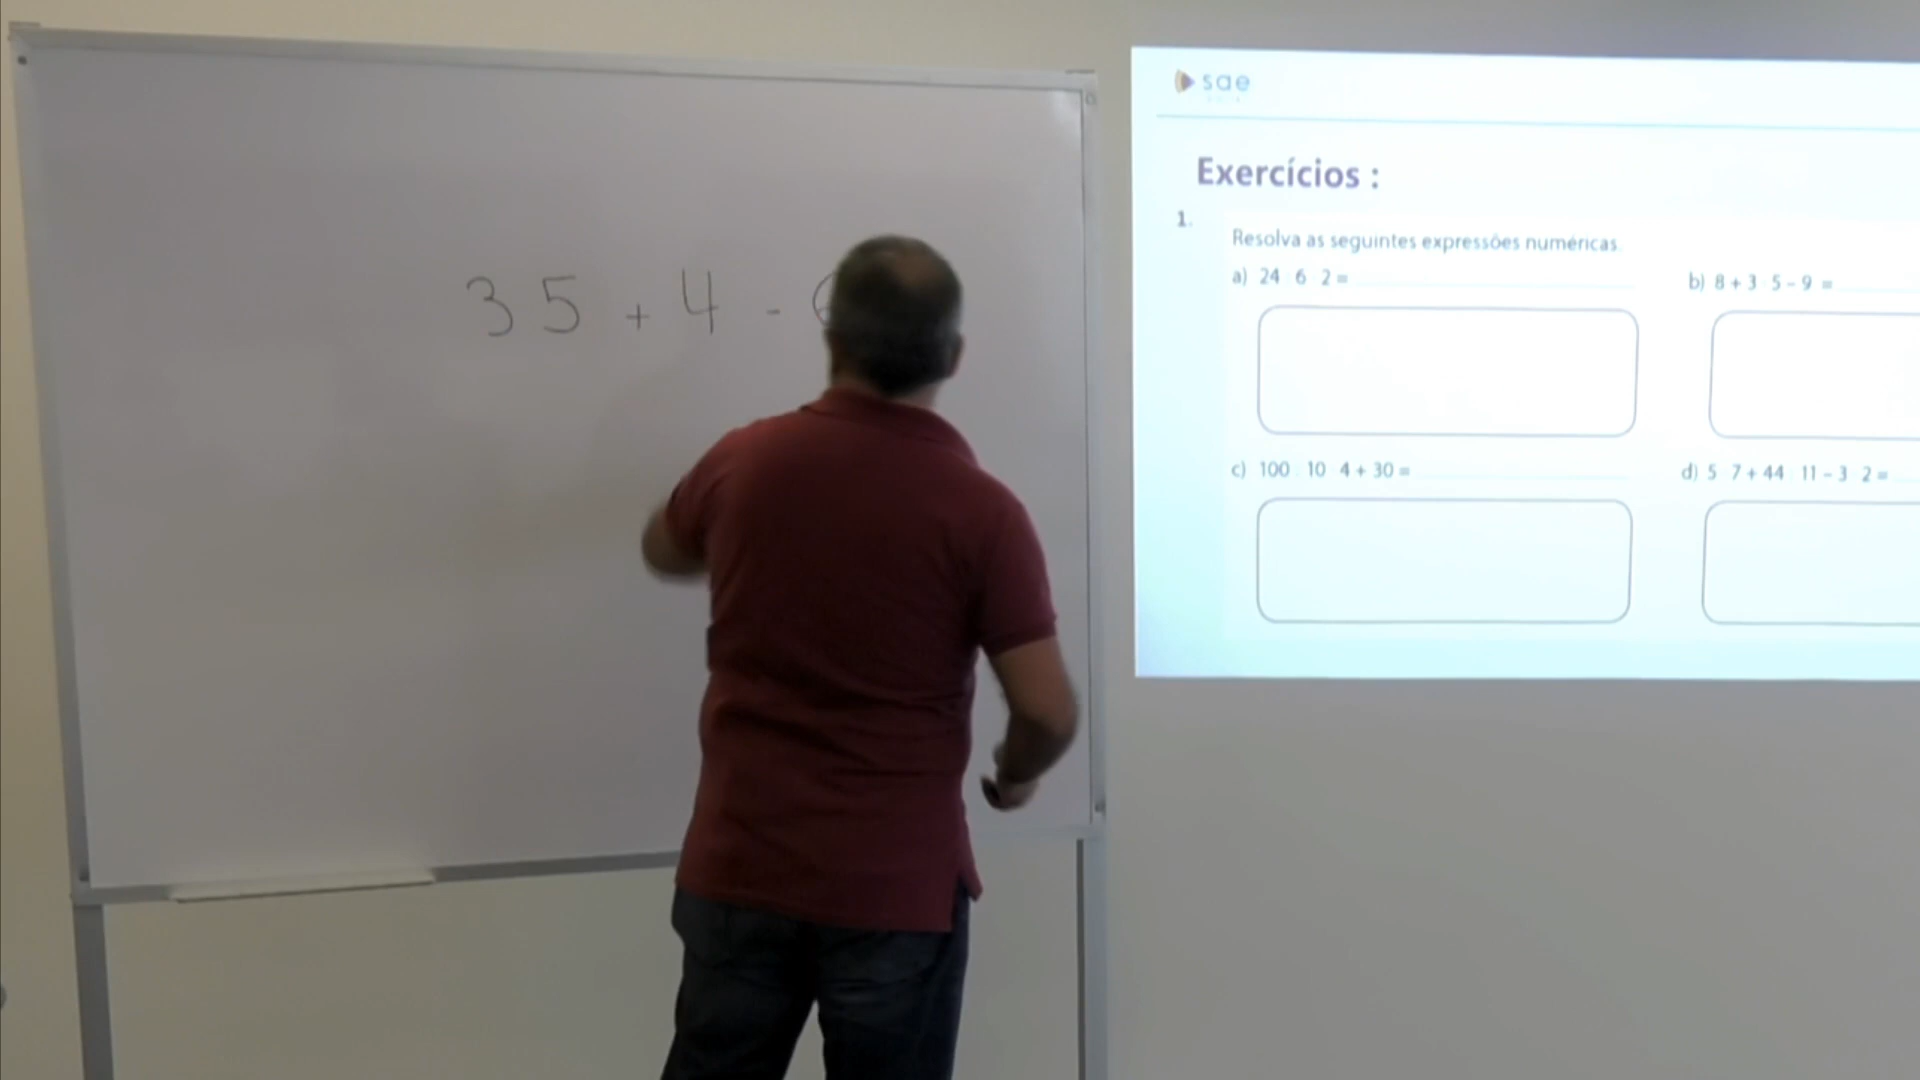 35 + 4 -
sae
Exercícios :
1.
Resolva as seguintes expressões numéricas
a) 24 6 2 =
b) 8 + 3 5 - 9 =
c) 100 : 10 4 + 30 =
d) 5 7 + 44 11 - 3 2 =